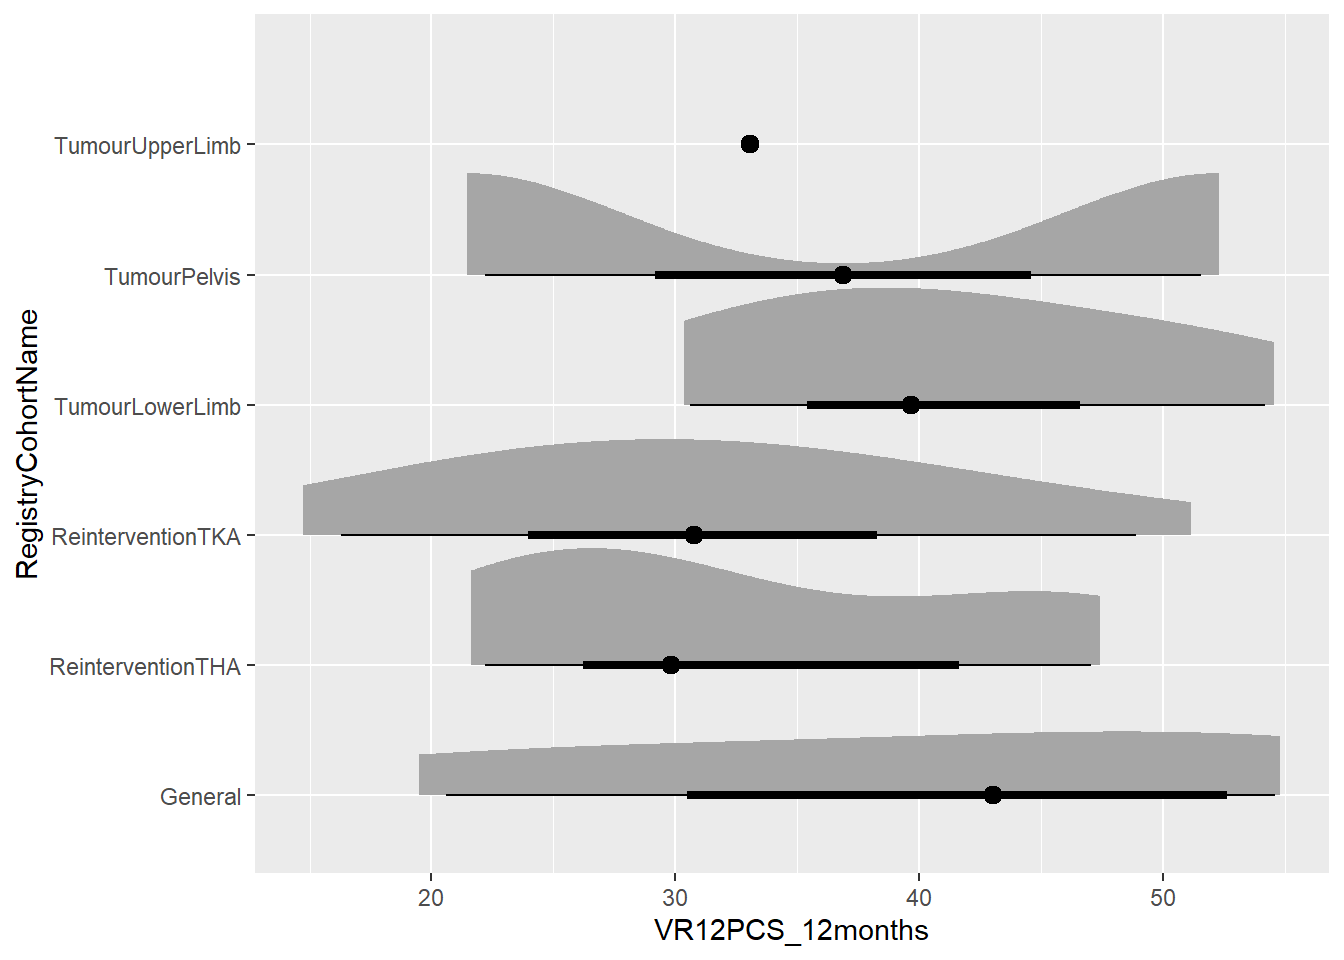 TumourUpperLimb
TumourPelvis
TumourLowerLimb
ReinterventionTKA
ReinterventionTHA
General
RegistryCohortName
20 30 40 50
VR12PCS_12months